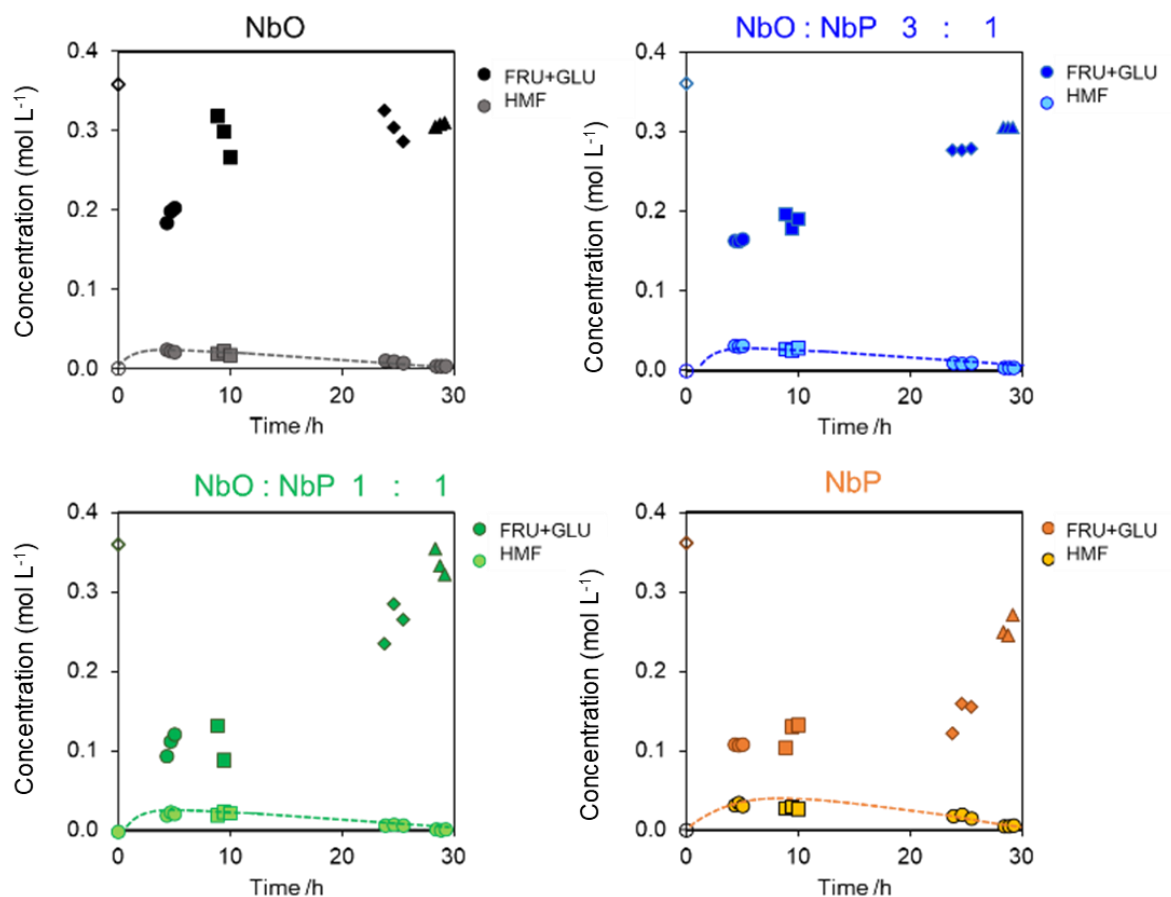 NbO
Concentration (mol L-1)
0.4
0.3
0.2
0.1
0.0
0
10
20
30
Time /h
FRU+GLU
HMF
NbO : NbP 3 : 1
Concentration (mol L-1)
0.4
0.3
0.2
0.1
0.0
0
10
20
30
Time /h
FRU+GLU
HMF
NbO : NbP 1 : 1
Concentration (mol L-1)
0.4
0.3
0.2
0.1
0.0
0
10
20
30
Time /h
FRU+GLU
HMF
NbP
Concentration (mol L-1)
0.4
0.3
0.2
0.1
0.0
0
10
20
30
Time /h
FRU+GLU
HMF